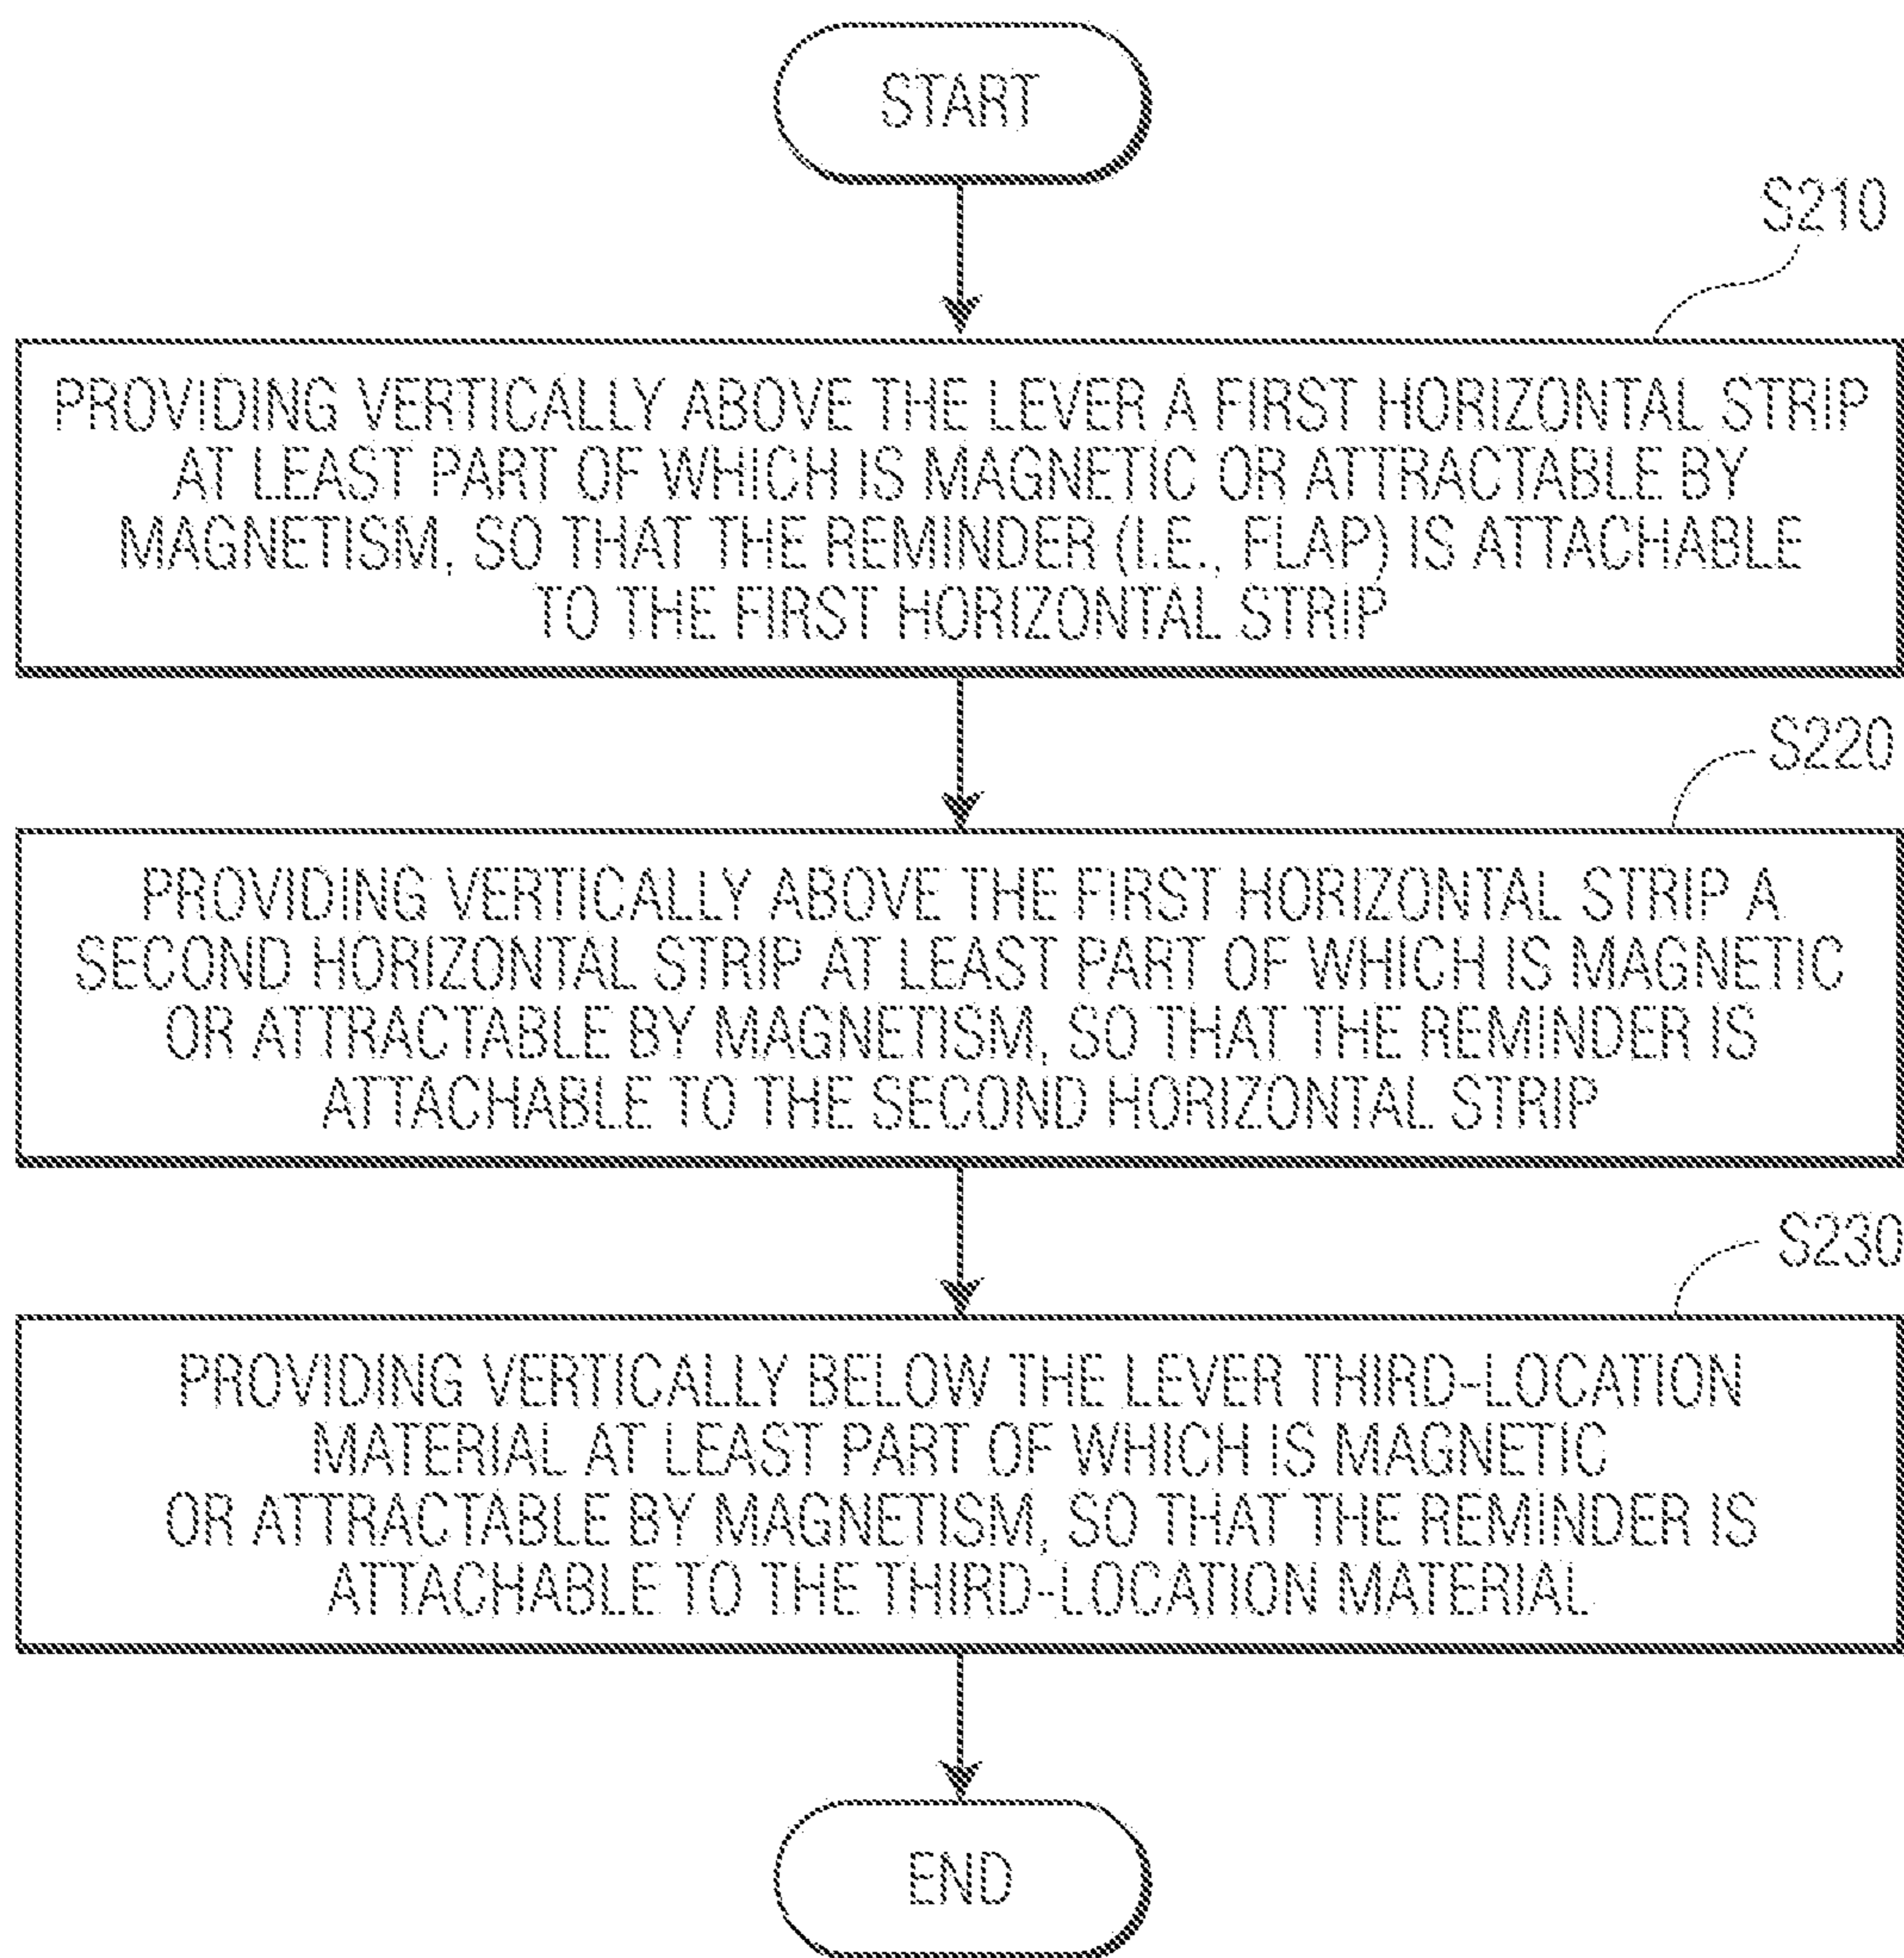 START
S210
PROVIDING VERTICALLY ABOVE THE LEVER A FIRST HORIZONTAL STRIP
AT LEAST PART OF WHICH IS MAGNETIC OR ATTRACTABLE BY
MAGNETISM, SO THAT THE REMINDER (I.E., FLAP) IS ATTACHABLE
TO THE FIRST HORIZONTAL STRIP
S220
PROVIDING VERTICALLY ABOVE THE FIRST HORIZONTAL STRIP A
SECOND HORIZONTAL STRIP AT LEAST PART OF WHICH IS MAGNETIC
OR ATTRACTABLE BY MAGNETISM, SO THAT THE REMINDER IS
ATTACHABLE TO THE SECOND HORIZONTAL STRIP
S230
PROVIDING VERTICALLY BELOW THE LEVER THIRD-LOCATION
MATERIAL AT LEAST PART OF WHICH IS MAGNETIC
OR ATTRACTABLE BY MAGNETISM, SO THAT THE REMINDER IS
ATTACHABLE TO THE THIRD-LOCATION MATERIAL
END